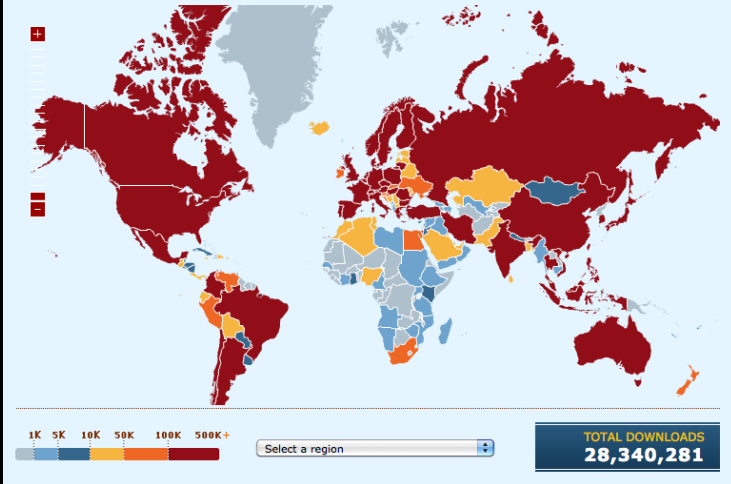 +
−
1K 5K 10K 50K 100K 500K+
Select a region
TOTAL DOWNLOADS
28,340,281